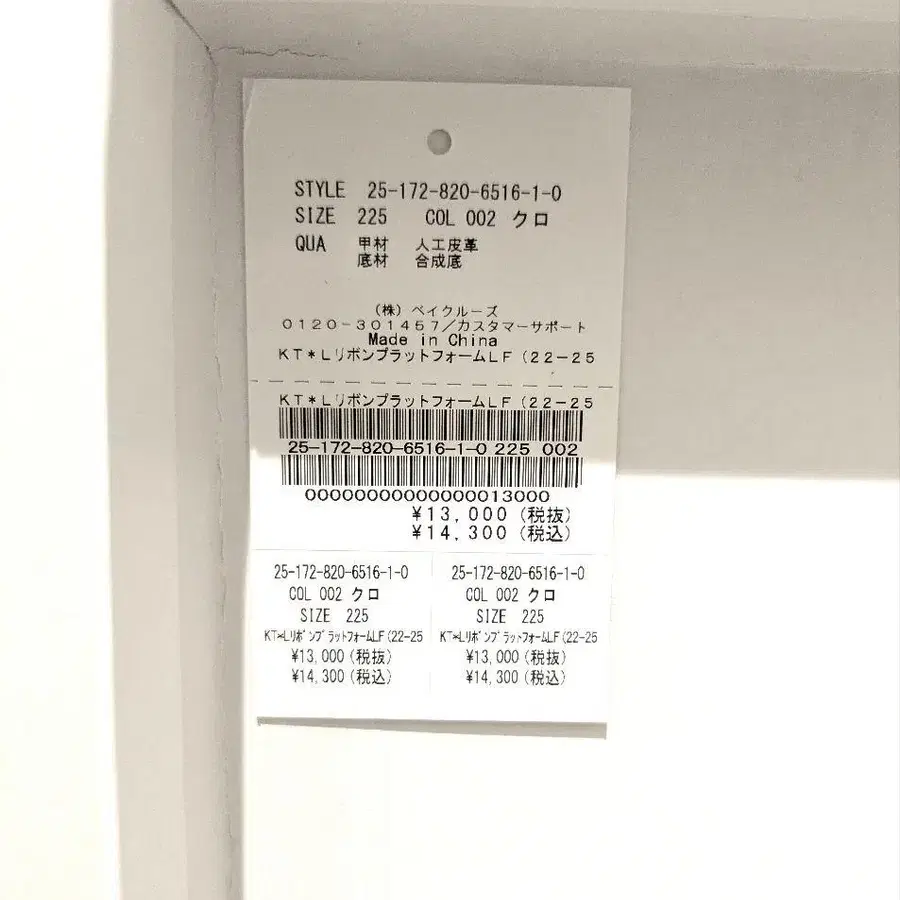 STYLE 25-172-820-6516-1-0
SIZE 225 COL 002 クロ
QUA 甲材 人工皮革
底材 合成底
(株) ベイクルーズ
0120-301457/カスタマーサポート
Made in China
KT*LリボンプラットフォームLF (22-25
KT*LリボンプラットフォームLF (22-25
25-172-820-6516-1-0 225 002
00000000000000013000
¥13,000 (税抜)
¥14,300 (税込)
25-172-820-6516-1-0
COL 002 クロ
SIZE 225
KT*LリボンプラットフォームLF(22-25
¥13,000(税抜)
¥14,300(税込)
25-172-820-6516-1-0
COL 002 クロ
SIZE 225
KT*LリボンプラットフォームLF(22-25
¥13,000(税抜)
¥14,300(税込)